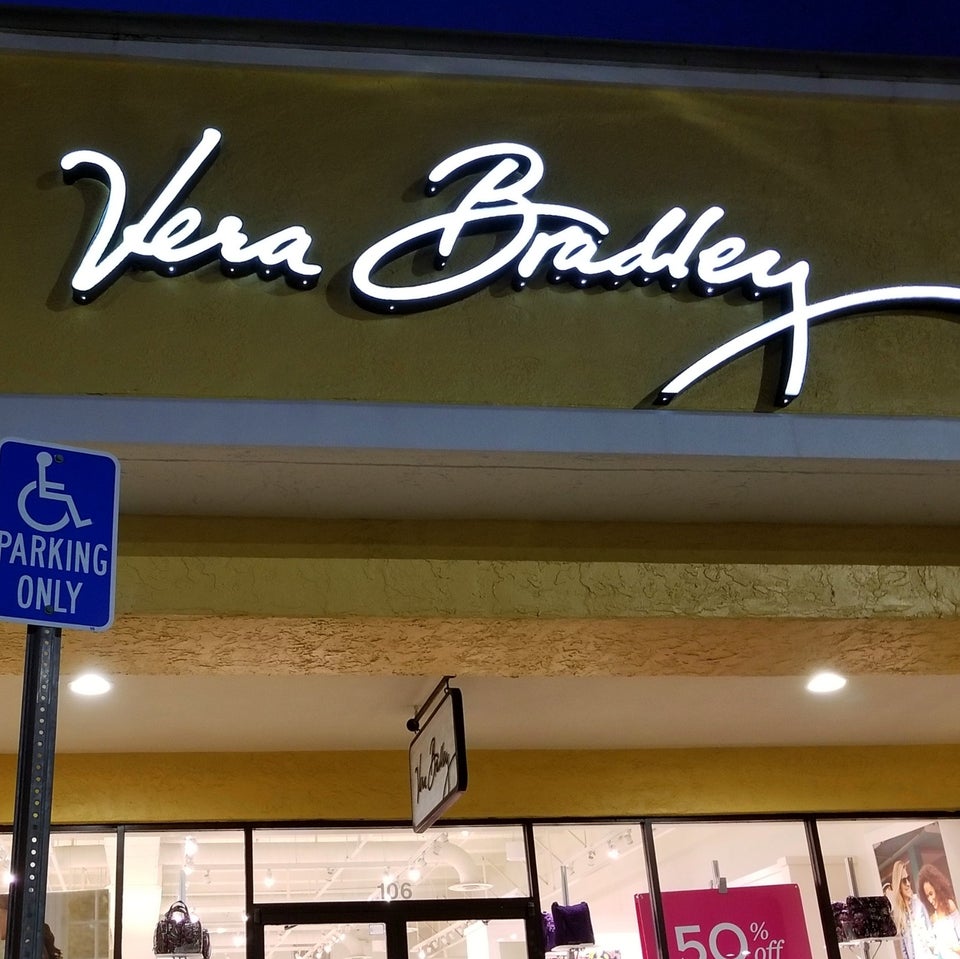 Vera Bradley
PARKING
ONLY
Vera Bradley
106
50% off